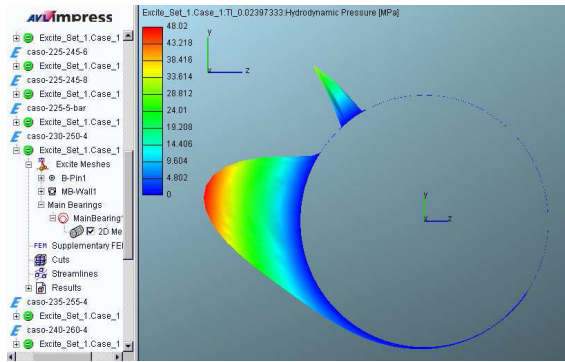 AVL impress
Excite_Set_1.Case_1
caso-225-245-6
Excite_Set_1.Case_1
caso-225-245-8
Excite_Set_1.Case_1
caso-225-5-bar
Excite_Set_1.Case_1
caso-230-250-4
Excite_Set_1.Case_1
Excite Meshes
B-Pin1
MB-Wall1
Main Bearings
MainBearing
2D Me
FEM Supplementary FEI
Cuts
Streamlines
Results
caso-235-255-4
Excite_Set_1.Case_1
caso-240-260-4
Excite_Set_1.Case_1
Excite_Set_1.Case_1:TI_0.02397333:Hydrodynamic Pressure [MPa]
48.02
43.218
38.416
33.614
28.812
24.01
19.208
14.406
9.604
4.802
0
y
x z
y
x z